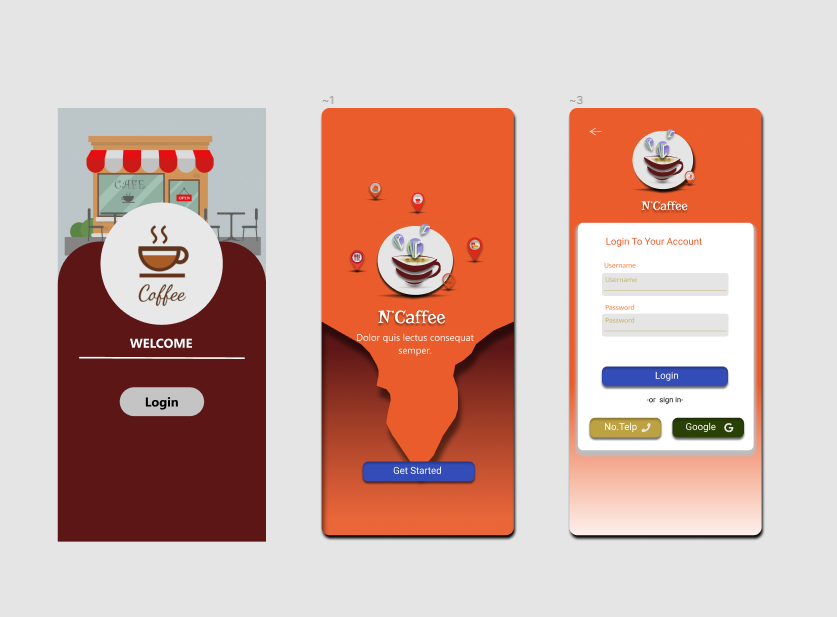 ~1
~3
CAFE
OPEN
Coffee
WELCOME
Login
N'Caffee
Dolor quis lectus consequat
semper.
Get Started
N'Caffee
Login To Your Account
Username
Username
Password
Password
Login
-or sign in-
No.Telp
Google G